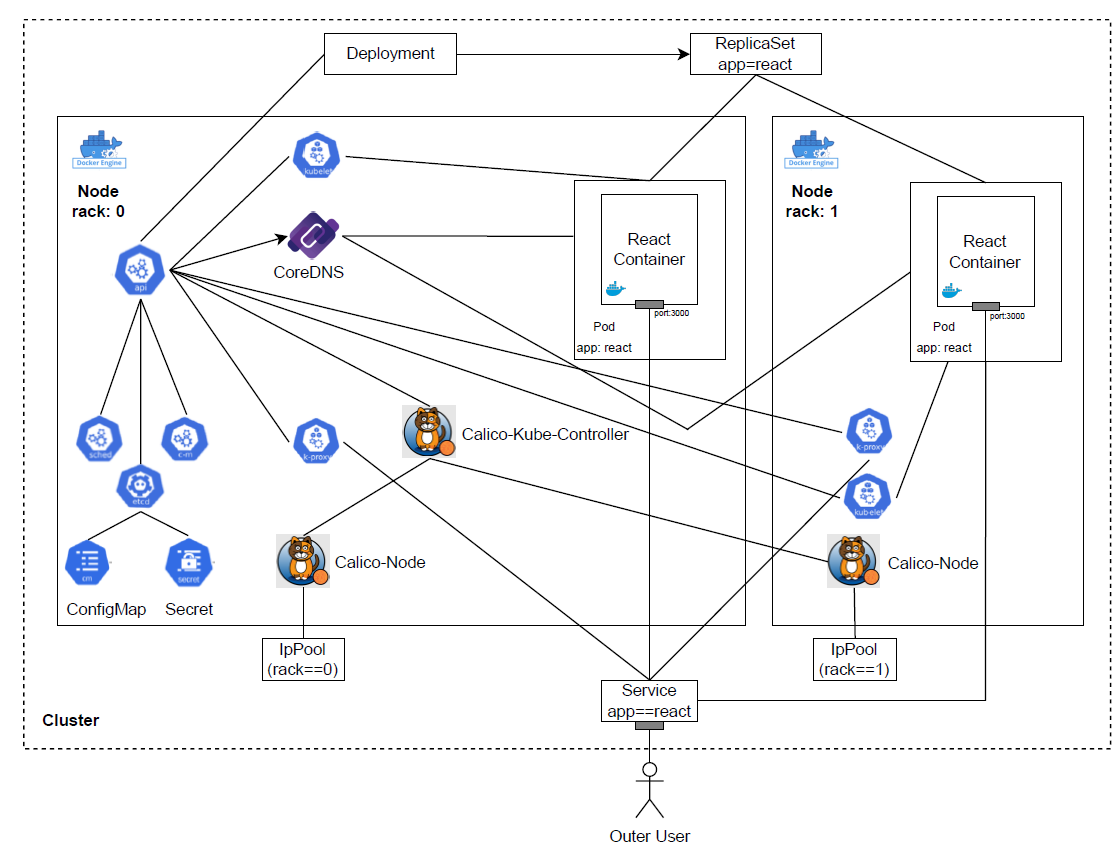 Deployment
ReplicaSet
app=react
Docker Engine
Node
rack: 0
kubelet
CoreDNS
api
React
Container
port:3000
Pod
app: react
Docker Engine
Node
rack: 1
React
Container
port:3000
Pod
app: react
sched
c-m
etcd
cm
ConfigMap
secret
Secret
k-proxy
Calico-Kube-Controller
Calico-Node
k-proxy
kubelet
Calico-Node
IpPool
(rack==0)
IpPool
(rack==1)
Service
app==react
Cluster
Outer User